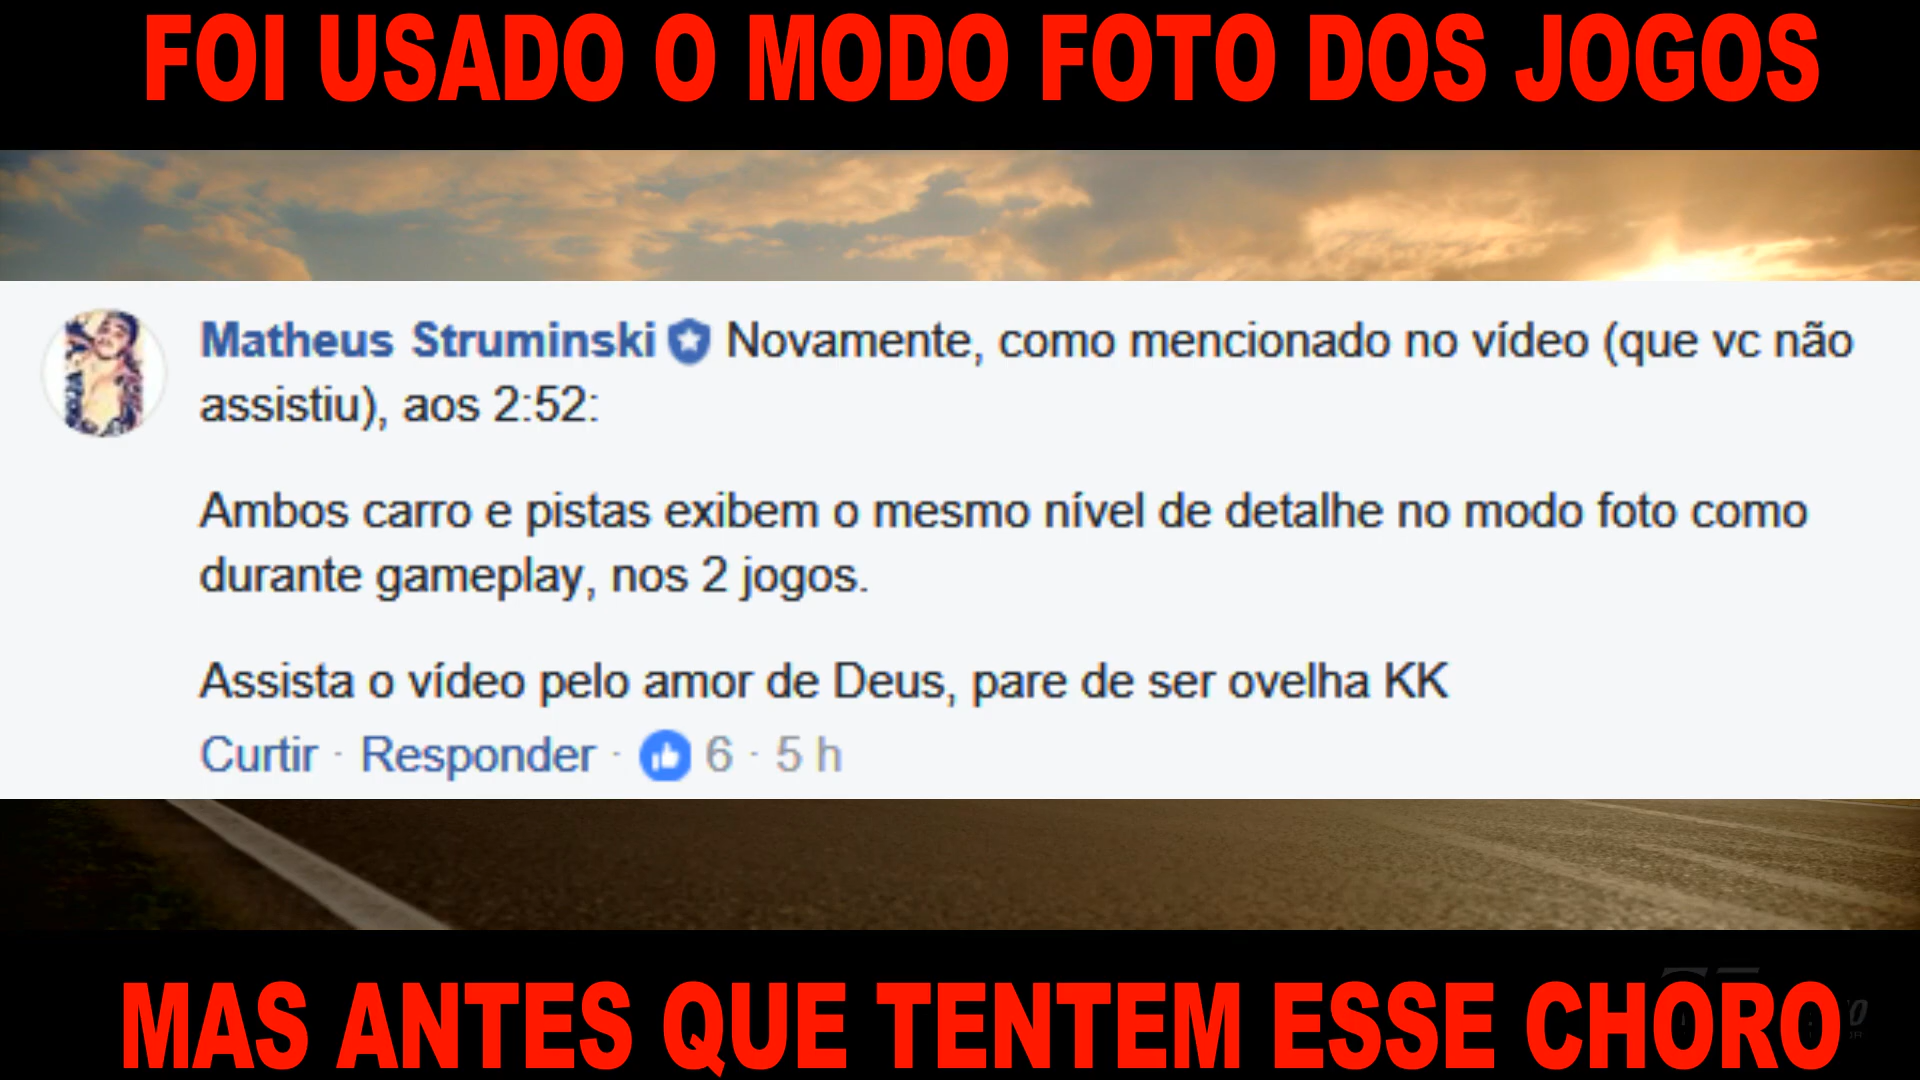 FOI USADO O MODO FOTO DOS JOGOS
Matheus Struminski Novamente, como mencionado no vídeo (que vc não
assistiu), aos 2:52:
Ambos carro e pistas exibem o mesmo nível de detalhe no modo foto como
durante gameplay, nos 2 jogos.
Assista o vídeo pelo amor de Deus, pare de ser ovelha KK
Curtir · Responder · 6 · 5 h
MAS ANTES QUE TENTEM ESSE CHORO